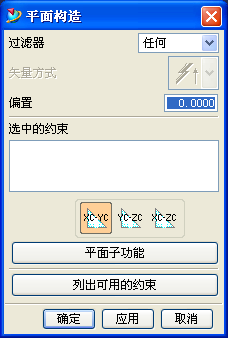 平面构造
过滤器 任何
矢量方式
偏置 0.0000
选中的约束
XC-YC YC-ZC XC-ZC
平面子功能
列出可用的约束
确定 应用 取消